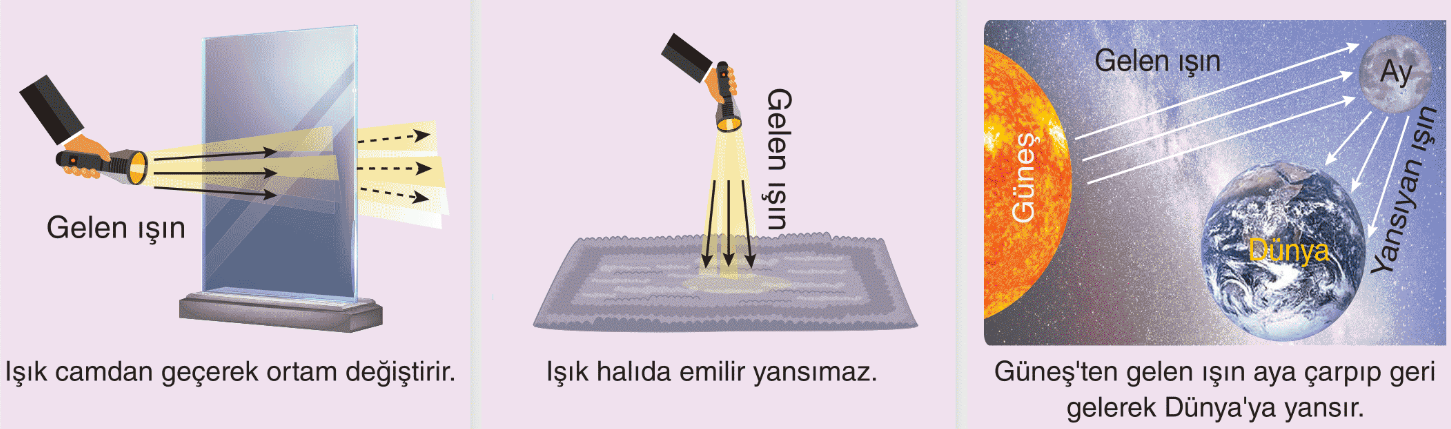 Gelen ışın
Işık camdan geçerek ortam değiştirir.
Gelen ışın
Işık halıda emilir yansımaz.
Gelen ışın
Ay
Güneş
Dünya
Yansıyan ışın
Güneş'ten gelen ışın aya çarpıp geri
gelerek Dünya'ya yansır.